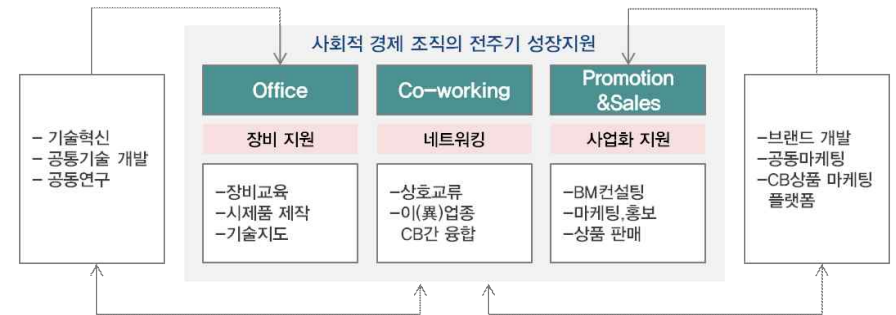 사회적 경제 조직의 전주기 성장지원
- 기술혁신
- 공통기술 개발
- 공동연구
Office
장비 지원
-장비교육
-시제품 제작
-기술지도
Co-working
네트워킹
-상호교류
-이(異)업종
CB간 융합
Promotion
&Sales
사업화 지원
-BM컨설팅
-마케팅,홍보
-상품 판매
-브랜드 개발
-공동마케팅
-CB상품 마케팅
플랫폼